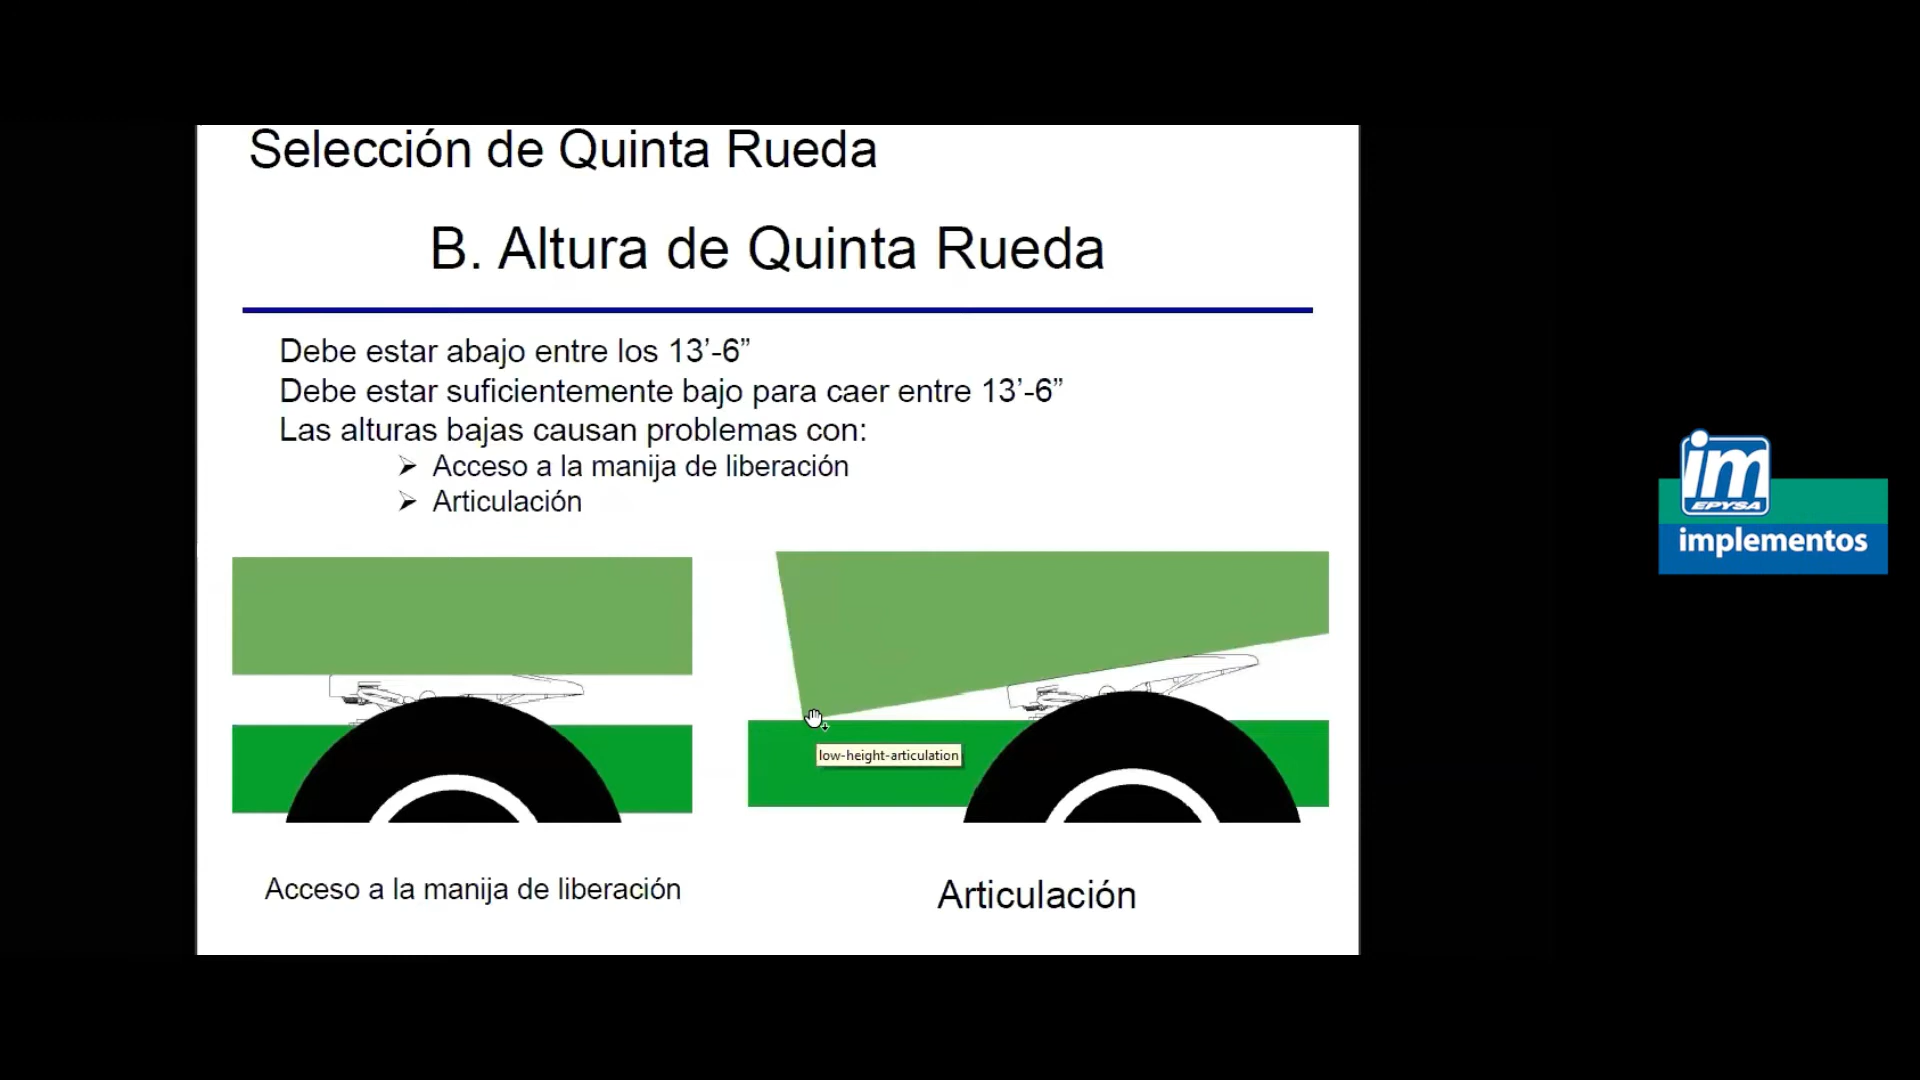 Selección de Quinta Rueda
B. Altura de Quinta Rueda
Debe estar abajo entre los 13’-6”
Debe estar suficientemente bajo para caer entre 13’-6”
Las alturas bajas causan problemas con:
➢ Acceso a la manija de liberación
➢ Articulación
low-height-articulation
Acceso a la manija de liberación
Articulación
im
EPYSA
implementos